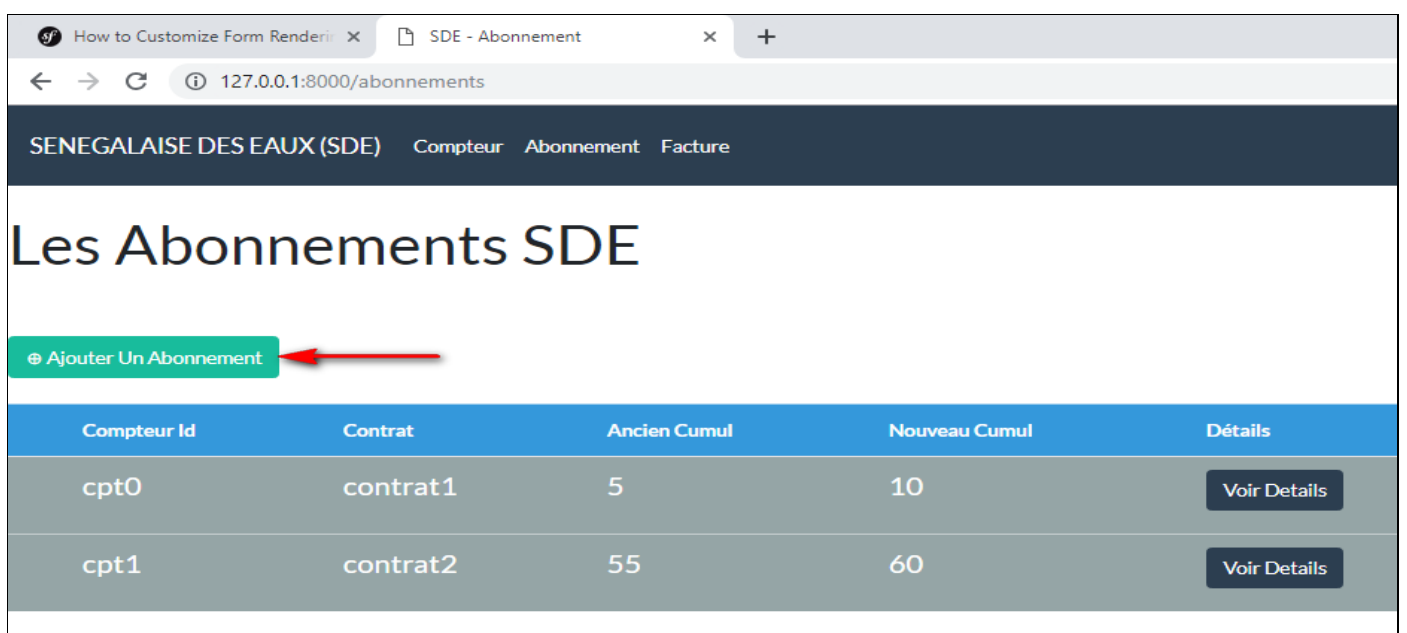 How to Customize Form Renderi
SDE - Abonnement
127.0.0.1:8000/abonnements
SENEGALAISE DES EAUX (SDE) Compteur Abonnement Facture
Les Abonnements SDE
⊕ Ajouter Un Abonnement
Compteur Id Contrat Ancien Cumul Nouveau Cumul Détails
cpt0 contrat1 5 10 Voir Details
cpt1 contrat2 55 60 Voir Details